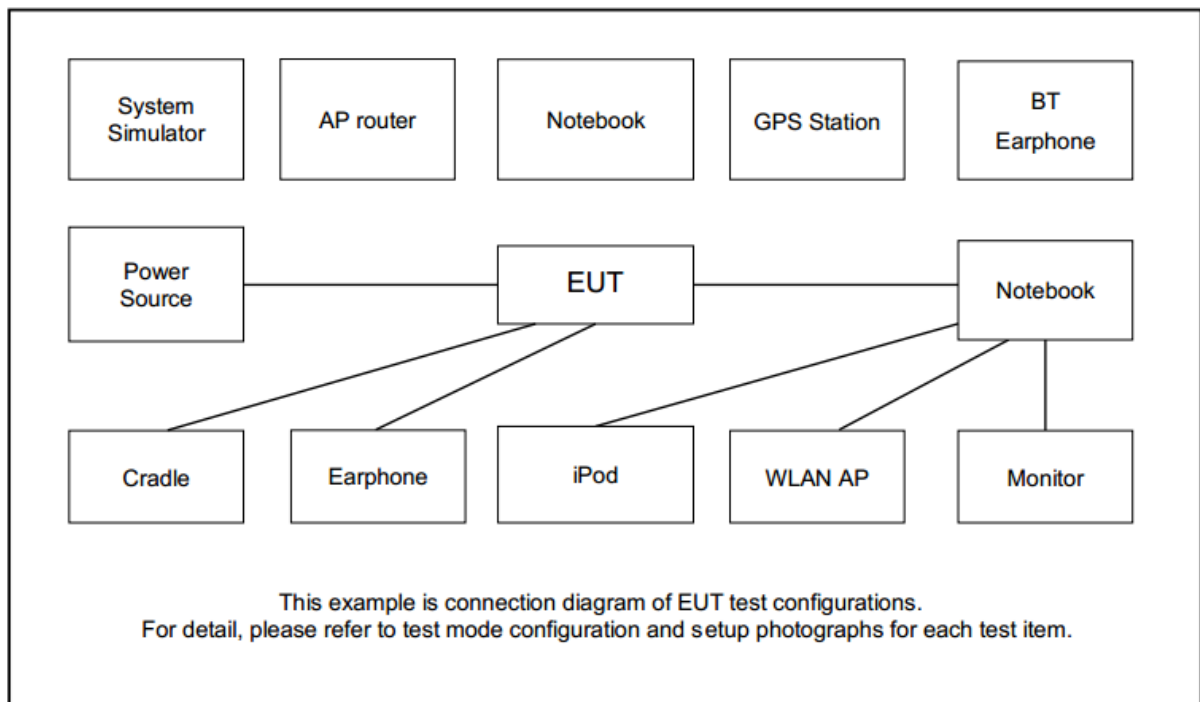 System
Simulator
AP router
Notebook
GPS Station
BT
Earphone
Power
Source
EUT
Notebook
Cradle
Earphone
iPod
WLAN AP
Monitor
This example is connection diagram of EUT test configurations.
For detail, please refer to test mode configuration and setup photographs for each test item.